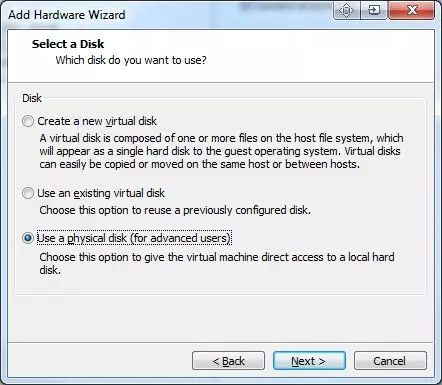 Add Hardware Wizard
Select a Disk
Which disk do you want to use?
Disk
Create a new virtual disk
A virtual disk is composed of one or more files on the host file system, which
will appear as a single hard disk to the guest operating system. Virtual disks
can easily be copied or moved on the same host or between hosts.
Use an existing virtual disk
Choose this option to reuse a previously configured disk.
Use a physical disk (for advanced users)
Choose this option to give the virtual machine direct access to a local hard
disk.
< Back Next > Cancel